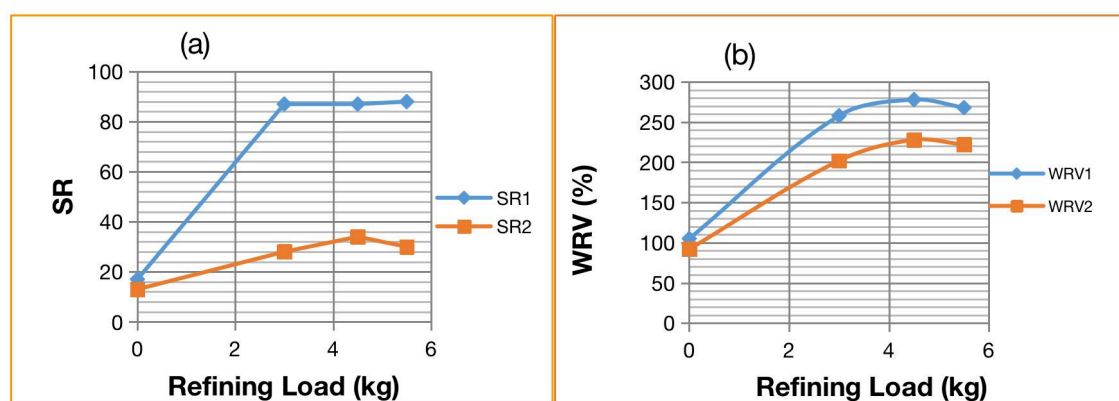 (a)
100
80
60
40
20
0
SR
0 2 4 6
Refining Load (kg)
SR1
SR2
(b)
300
250
200
150
100
50
0
WRV (%)
0 2 4 6
Refining Load (kg)
WRV1
WRV2